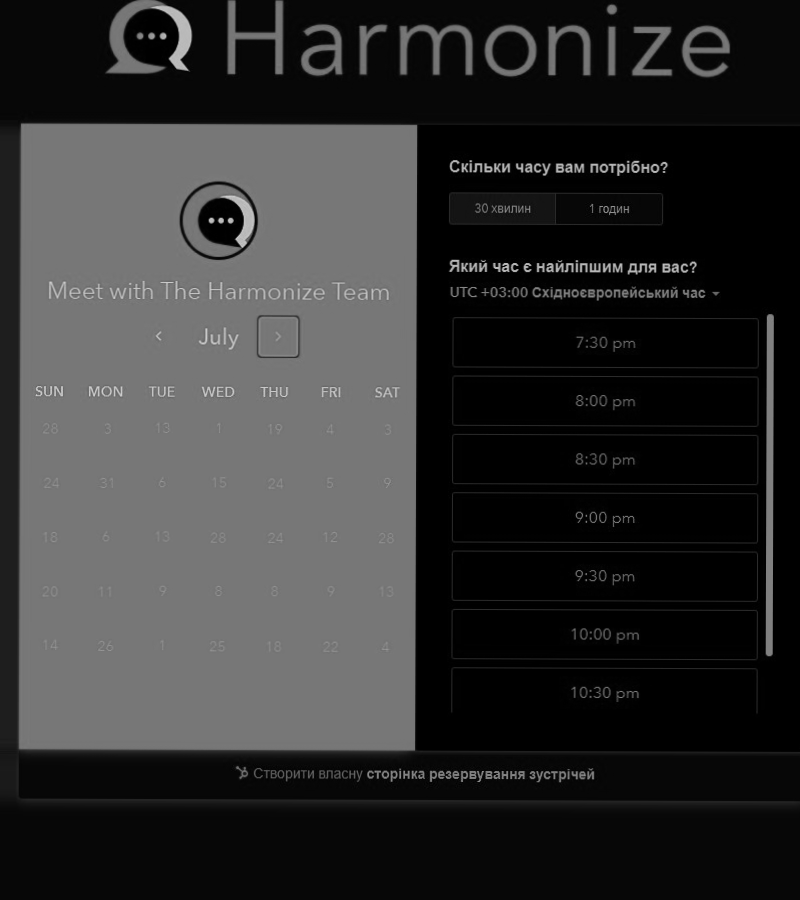 Harmonize
Meet with The Harmonize Team
July
SUN MON TUE WED THU FRI SAT
28 3 13 1 19 4 3
24 31 6 15 24 5 9
18 6 13 28 24 12 28
20 11 9 8 8 9 13
14 26 1 25 18 22 4
Скільки часу вам потрібно?
30 хвилин 1 годин
Який час є найліпшим для вас?
UTC +03:00 Східноєвропейський час
7:30 pm
8:00 pm
8:30 pm
9:00 pm
9:30 pm
10:00 pm
10:30 pm
Створити власну сторінка резервування зустрічей